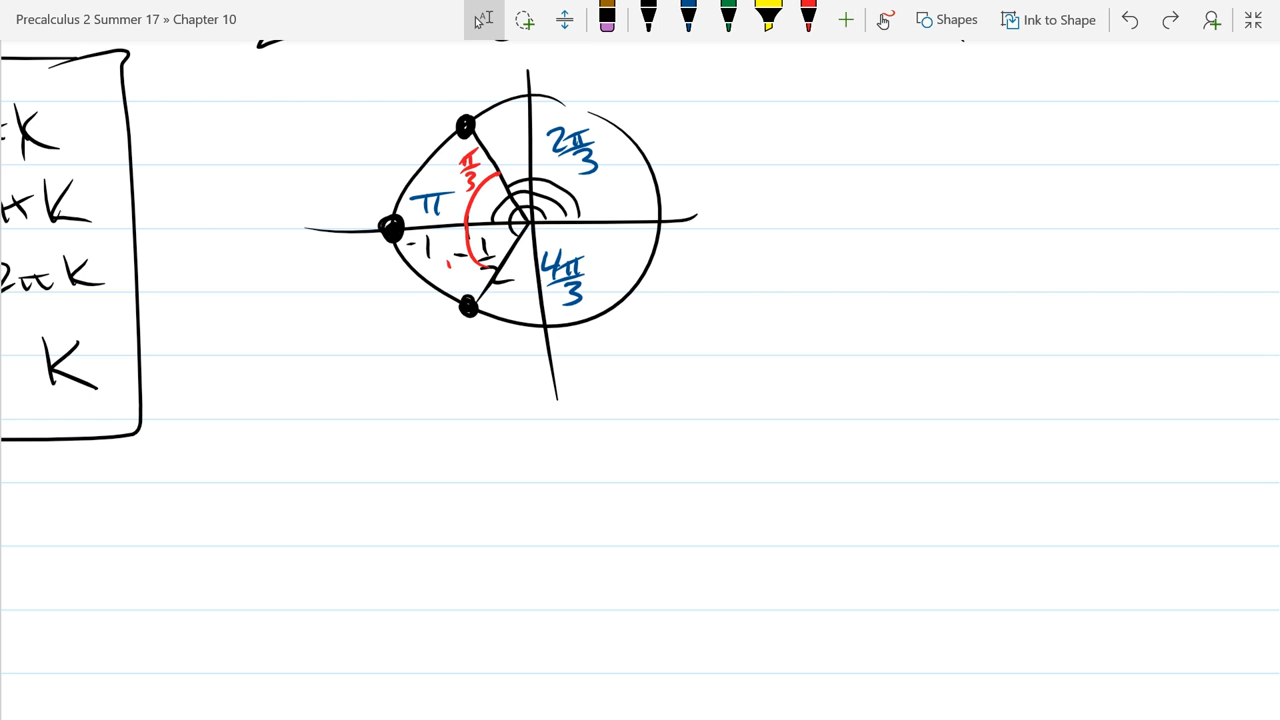 Precalculus 2 Summer 17 » Chapter 10
Shapes
Ink to Shape
K
K
2πK
K
2π/3
π/3
π
-1
-1/2
4π/3